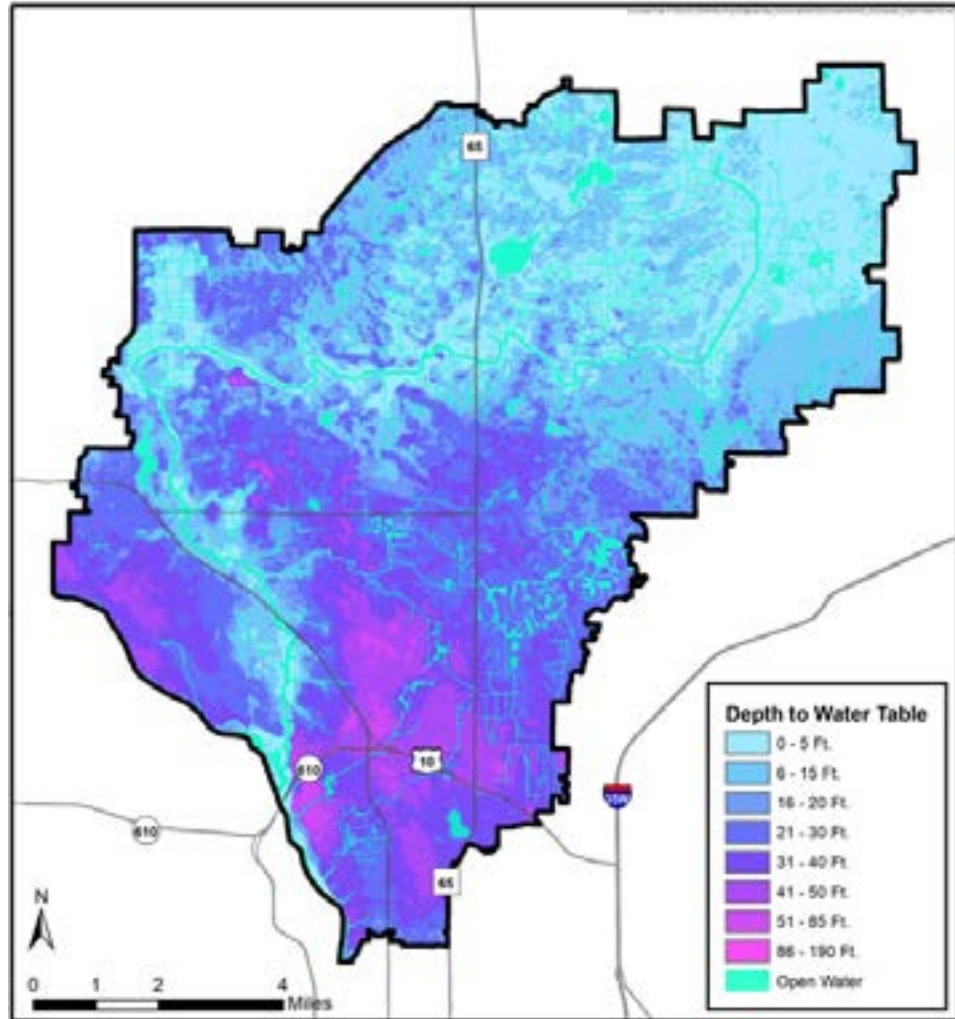 65
610
10
35W
610
65
Depth to Water Table
0 - 5 Ft.
6 - 15 Ft.
16 - 20 Ft.
21 - 30 Ft.
31 - 40 Ft.
41 - 50 Ft.
51 - 85 Ft.
86 - 190 Ft.
Open Water
N
0 1 2 4
Miles